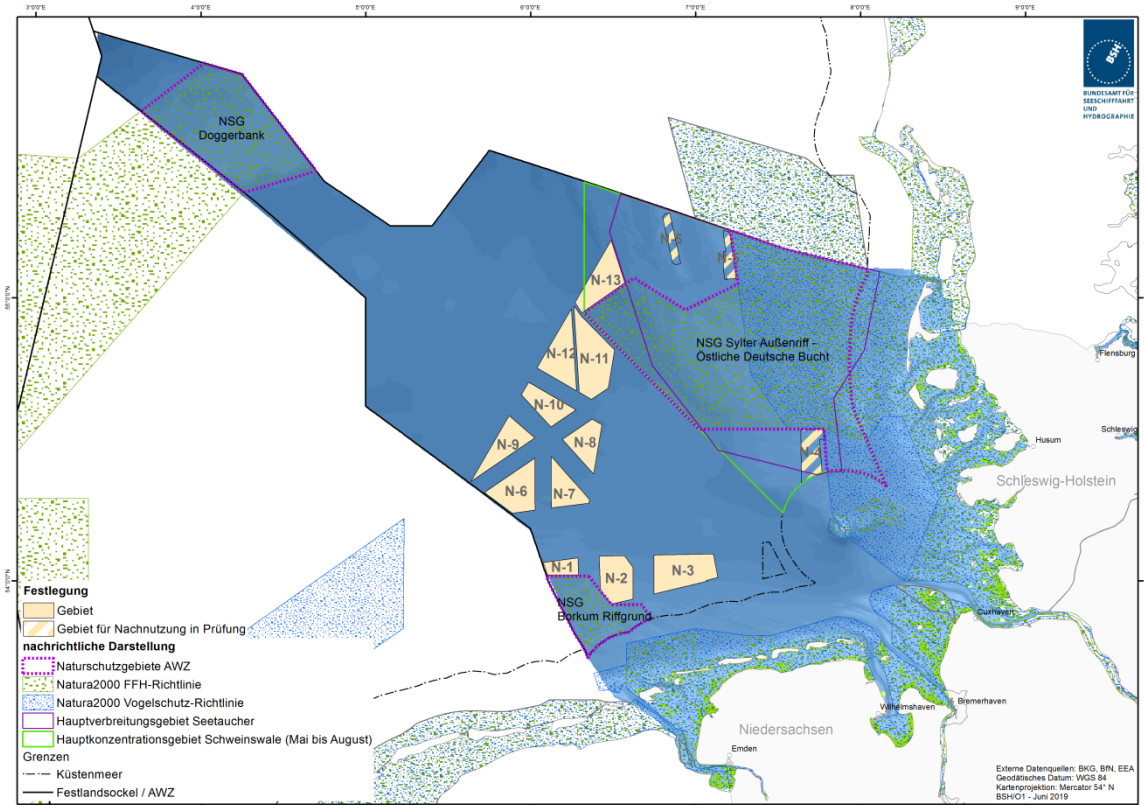 3°0'0"E
4°0'0"E
5°0'0"E
6°0'0"E
7°0'0"E
8°0'0"E
9°0'0"E
BSH
BUNDESAMT FÜR
SEESCHIFFFAHRT
UND
HYDROGRAPHIE
NSG
Doggerbank
N-5
N-13
55°0'0"N
NSG Sylter Außenriff -
Östliche Deutsche Bucht
N-12
N-11
Flensburg
N-10
Schleswig
N-9
N-8
N-4
Husum
Schleswig-Holstein
N-6
N-7
54°0'0"N
N-1
N-2
N-3
NSG
Borkum Riffgrund
Cuxhaven
Wilhelmshaven
Bremerhaven
Niedersachsen
Emden
Festlegung
Gebiet
Gebiet für Nachnutzung in Prüfung
nachrichtliche Darstellung
Naturschutzgebiete AWZ
Natura2000 FFH-Richtlinie
Natura2000 Vogelschutz-Richtlinie
Hauptverbreitungsgebiet Seetaucher
Hauptkonzentrationsgebiet Schweinswale (Mai bis August)
Grenzen
Küstenmeer
Festlandsockel / AWZ
Externe Datenquellen: BKG, BfN, EEA
Geodätisches Datum: WGS 84
Kartenprojektion: Mercator 54° N
BSH/O1 - Juni 2019